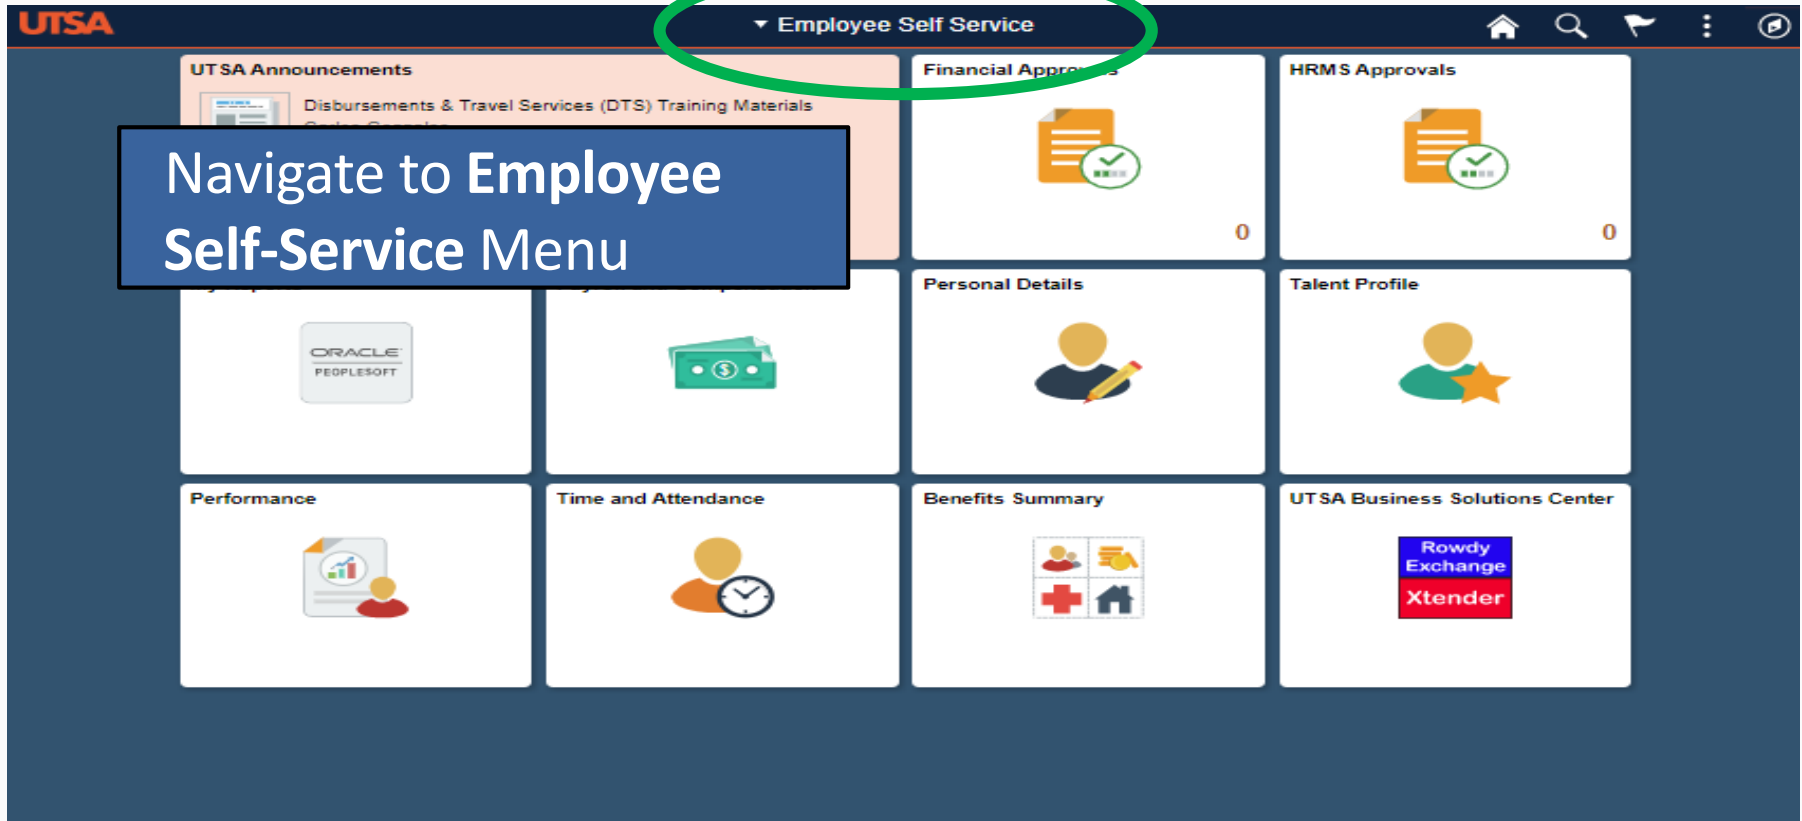 UTSA
Employee Self Service
UTSA Announcements
Disbursements & Travel Services (DTS) Training Materials
Navigate to Employee
Self-Service Menu
Financial Approvals
0
HRMS Approvals
0
ORACLE
PEOPLESOFT
$
Personal Details
Talent Profile
Performance
Time and Attendance
Benefits Summary
UTSA Business Solutions Center
Rowdy
Exchange
Xtender